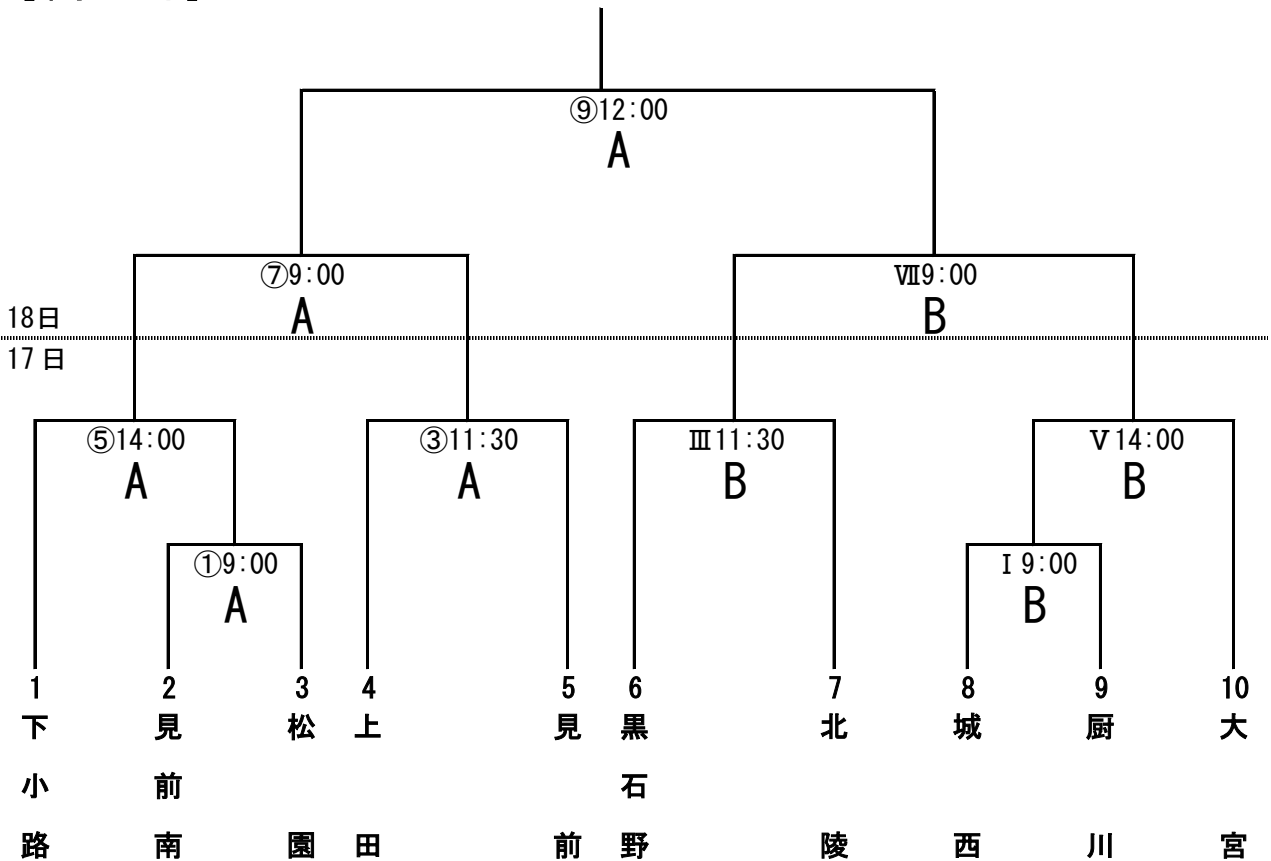 ⑨12:00
A
⑦9:00
A
Ⅶ9:00
B
18日
17日
⑤14:00
A
③11:30
A
Ⅲ11:30
B
Ⅴ14:00
B
①9:00
A
Ⅰ9:00
B
1 2 3 4 5 6 7 8 9 10
下小路
見前南
松園
上田
見前
黒石野
北陵
城西
厨川
大宮